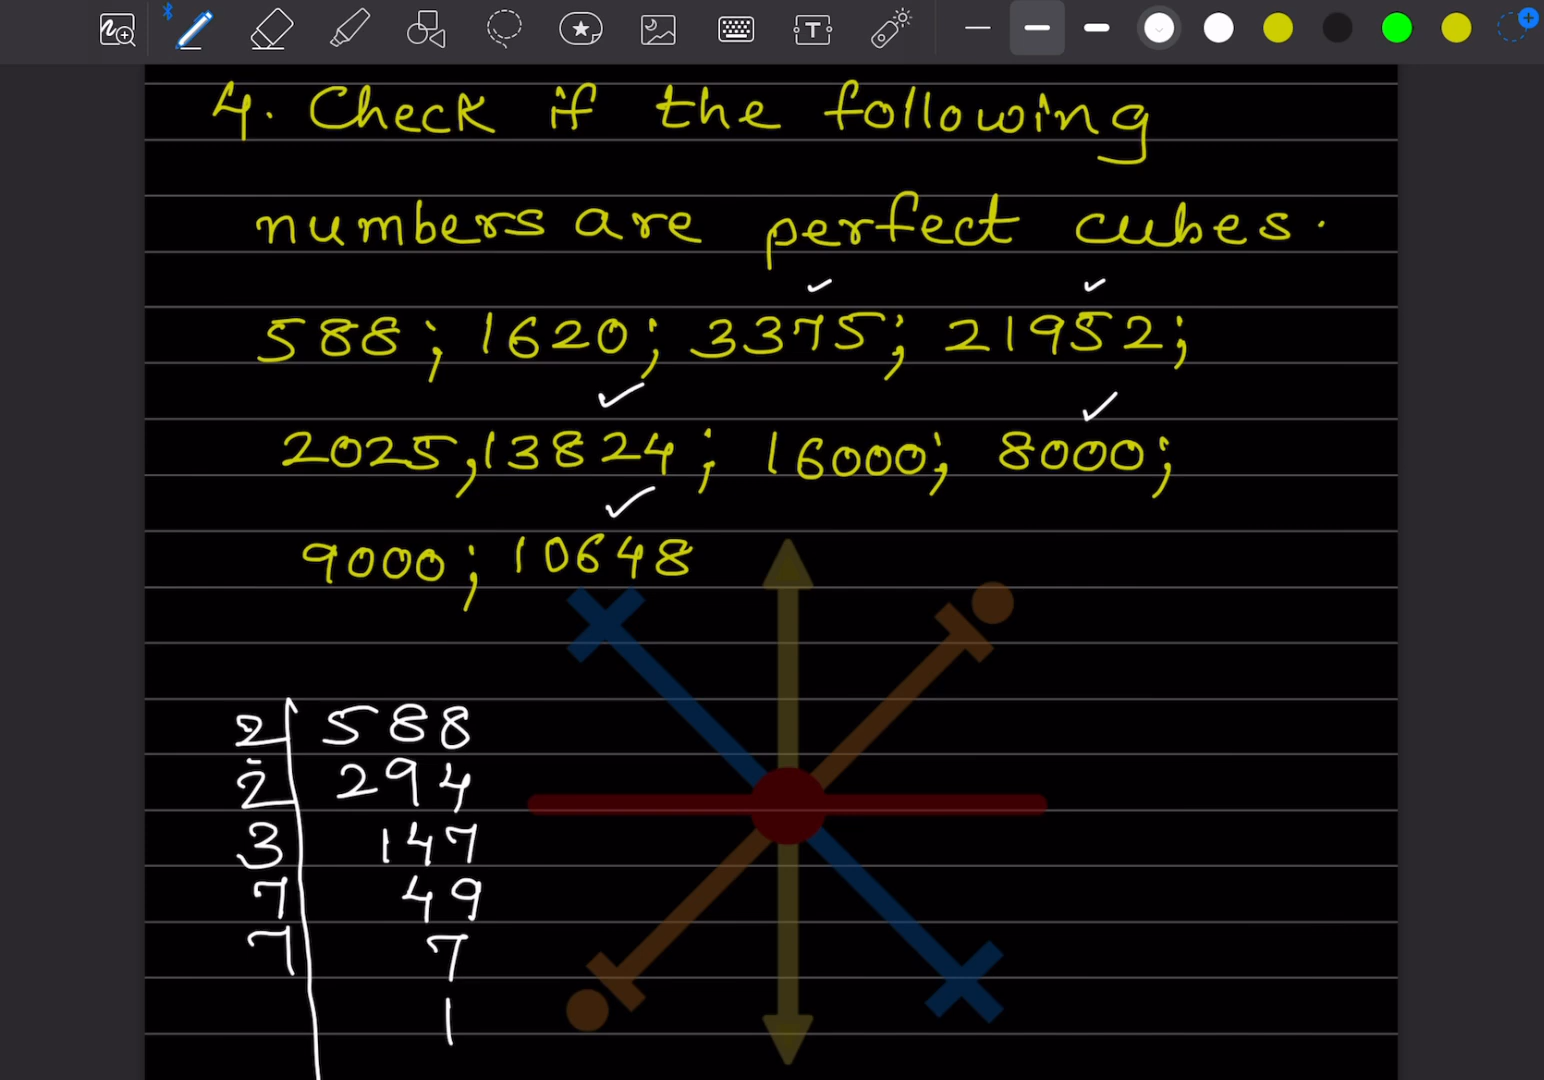 4. Check if the following
numbers are perfect cubes.
588; 1620; 3375; 21952;
2025, 13824; 16000; 8000;
9000; 10648
2 588
2 294
3 147
7 49
7 7
1